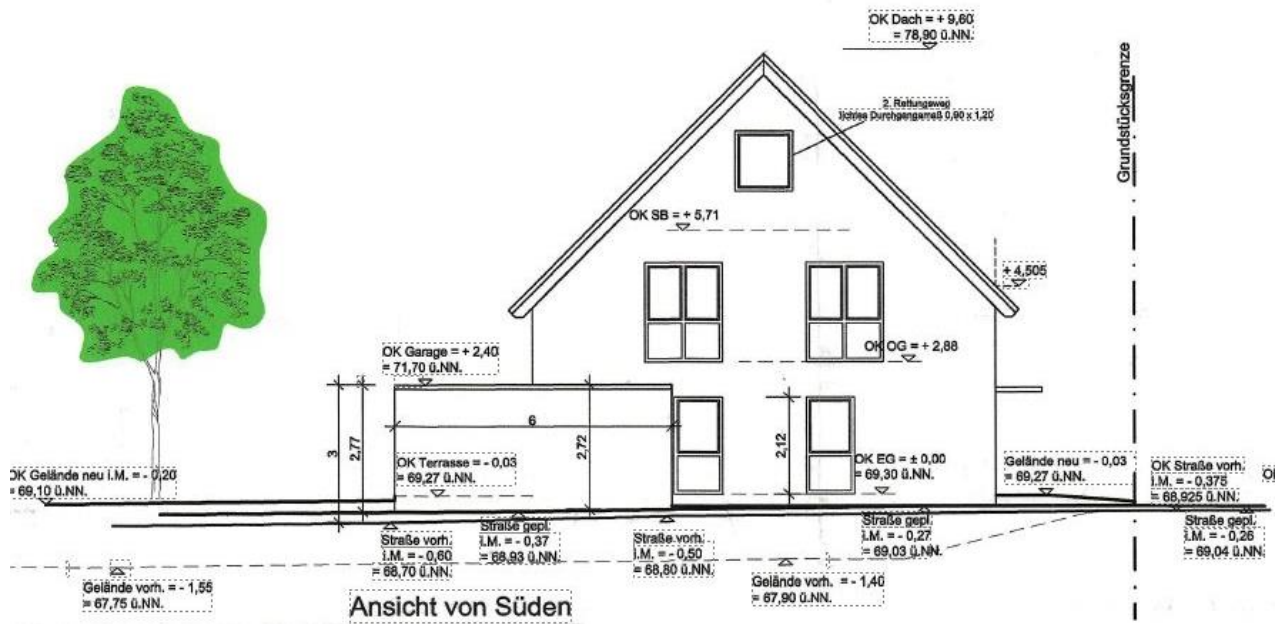 OK Dach = + 9,60
= 78,90 ü.NN.
Grundstücksgrenze
2. Rettungsweg
lichtes Durchgangsmaß 0,90 x 1,20
OK SB = + 5,71
+ 4,505
OK Garage = + 2,40
= 71,70 ü.NN.
OK OG = + 2,88
3
2,77
6
2,72
2,12
OK Gelände neu i.M. = - 0,20
= 69,10 ü.NN.
OK Terrasse = - 0,03
= 69,27 ü.NN.
OK EG = ± 0,00
= 69,30 ü.NN.
Gelände neu = - 0,03
= 69,27 ü.NN.
OK Straße vorh.
i.M. = - 0,375
= 68,925 ü.NN
Straße vorh.
i.M. = - 0,60
= 68,70 ü.NN.
Straße gepl.
i.M. = - 0,37
= 68,93 ü.NN.
Straße vorh.
i.M. = - 0,50
= 68,80 ü.NN.
Straße gepl.
i.M. = - 0,27
= 69,03 ü.NN.
Straße gepl.
i.M. = - 0,26
= 69,04 ü.NN.
Gelände vorh. = - 1,55
= 67,75 ü.NN.
Gelände vorh. = - 1,40
= 67,90 ü.NN.
Ansicht von Süden